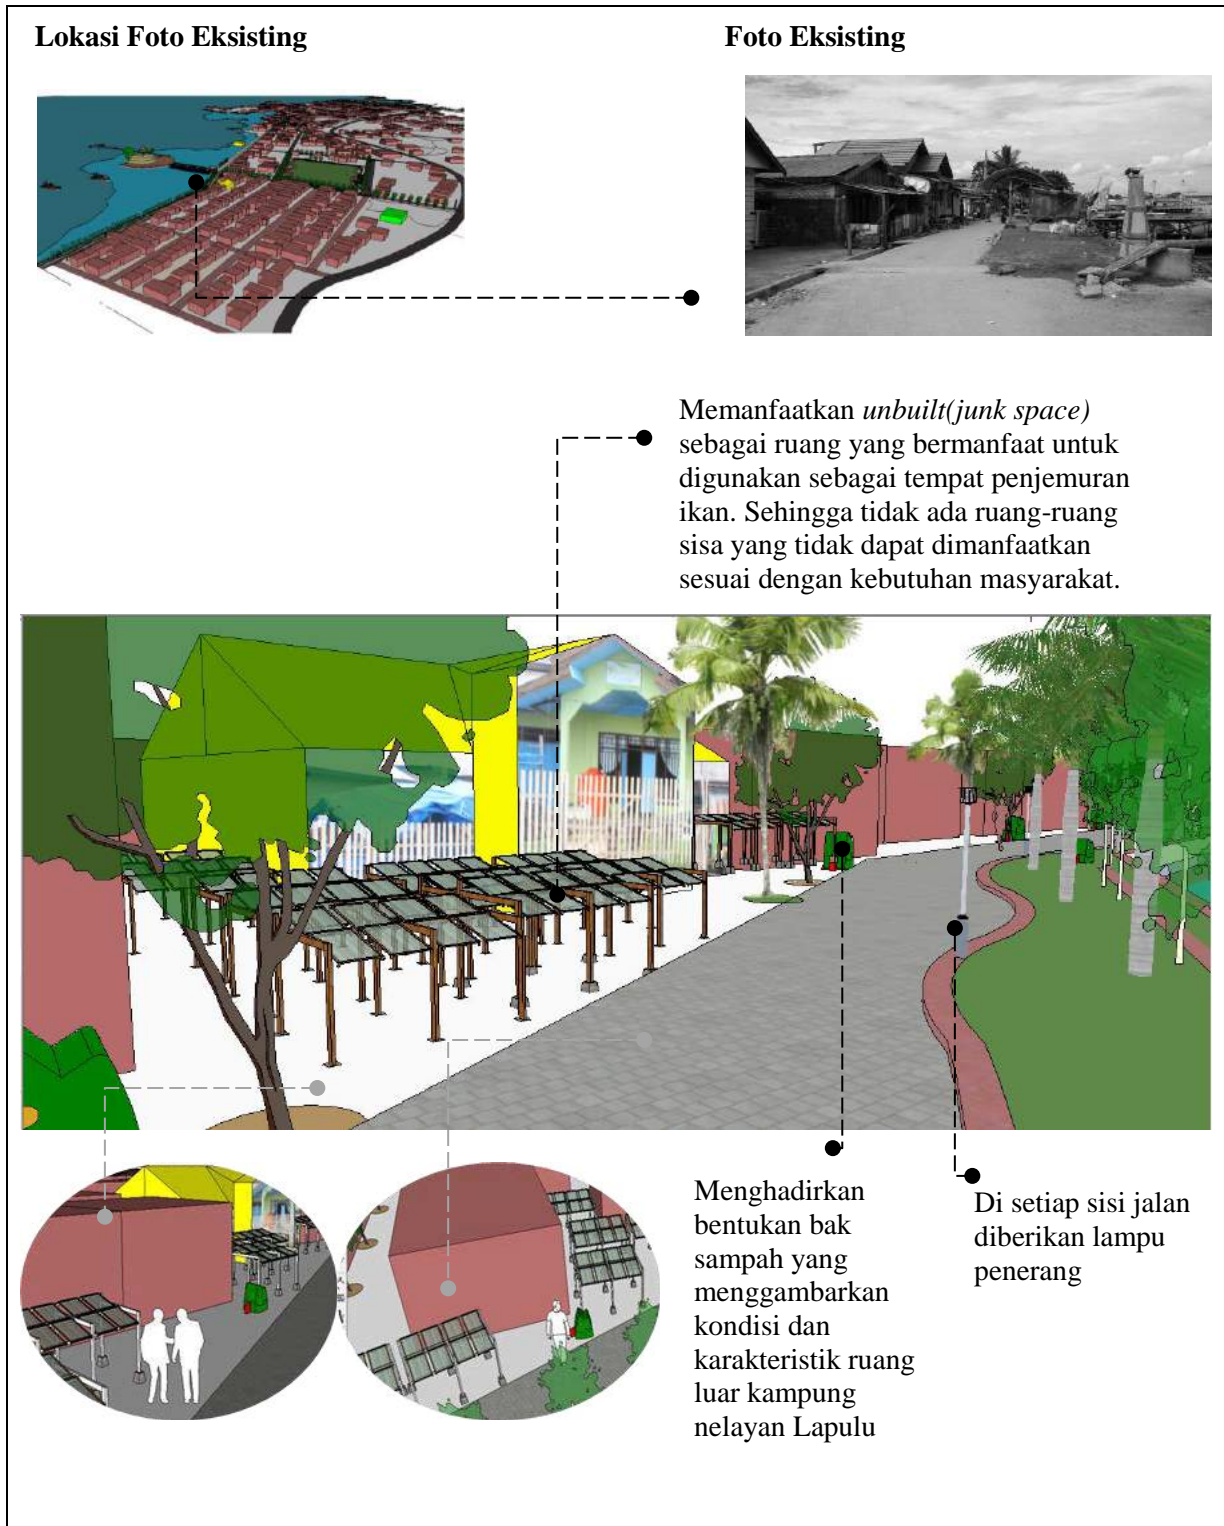 Lokasi Foto Eksisting
Foto Eksisting
Memanfaatkan unbuilt(junk space)
sebagai ruang yang bermanfaat untuk
digunakan sebagai tempat penjemuran
ikan. Sehingga tidak ada ruang-ruang
sisa yang tidak dapat dimanfaatkan
sesuai dengan kebutuhan masyarakat.
Menghadirkan
bentukan bak
sampah yang
menggambarkan
kondisi dan
karakteristik ruang
luar kampung
nelayan Lapulu
Di setiap sisi jalan
diberikan lampu
penerang